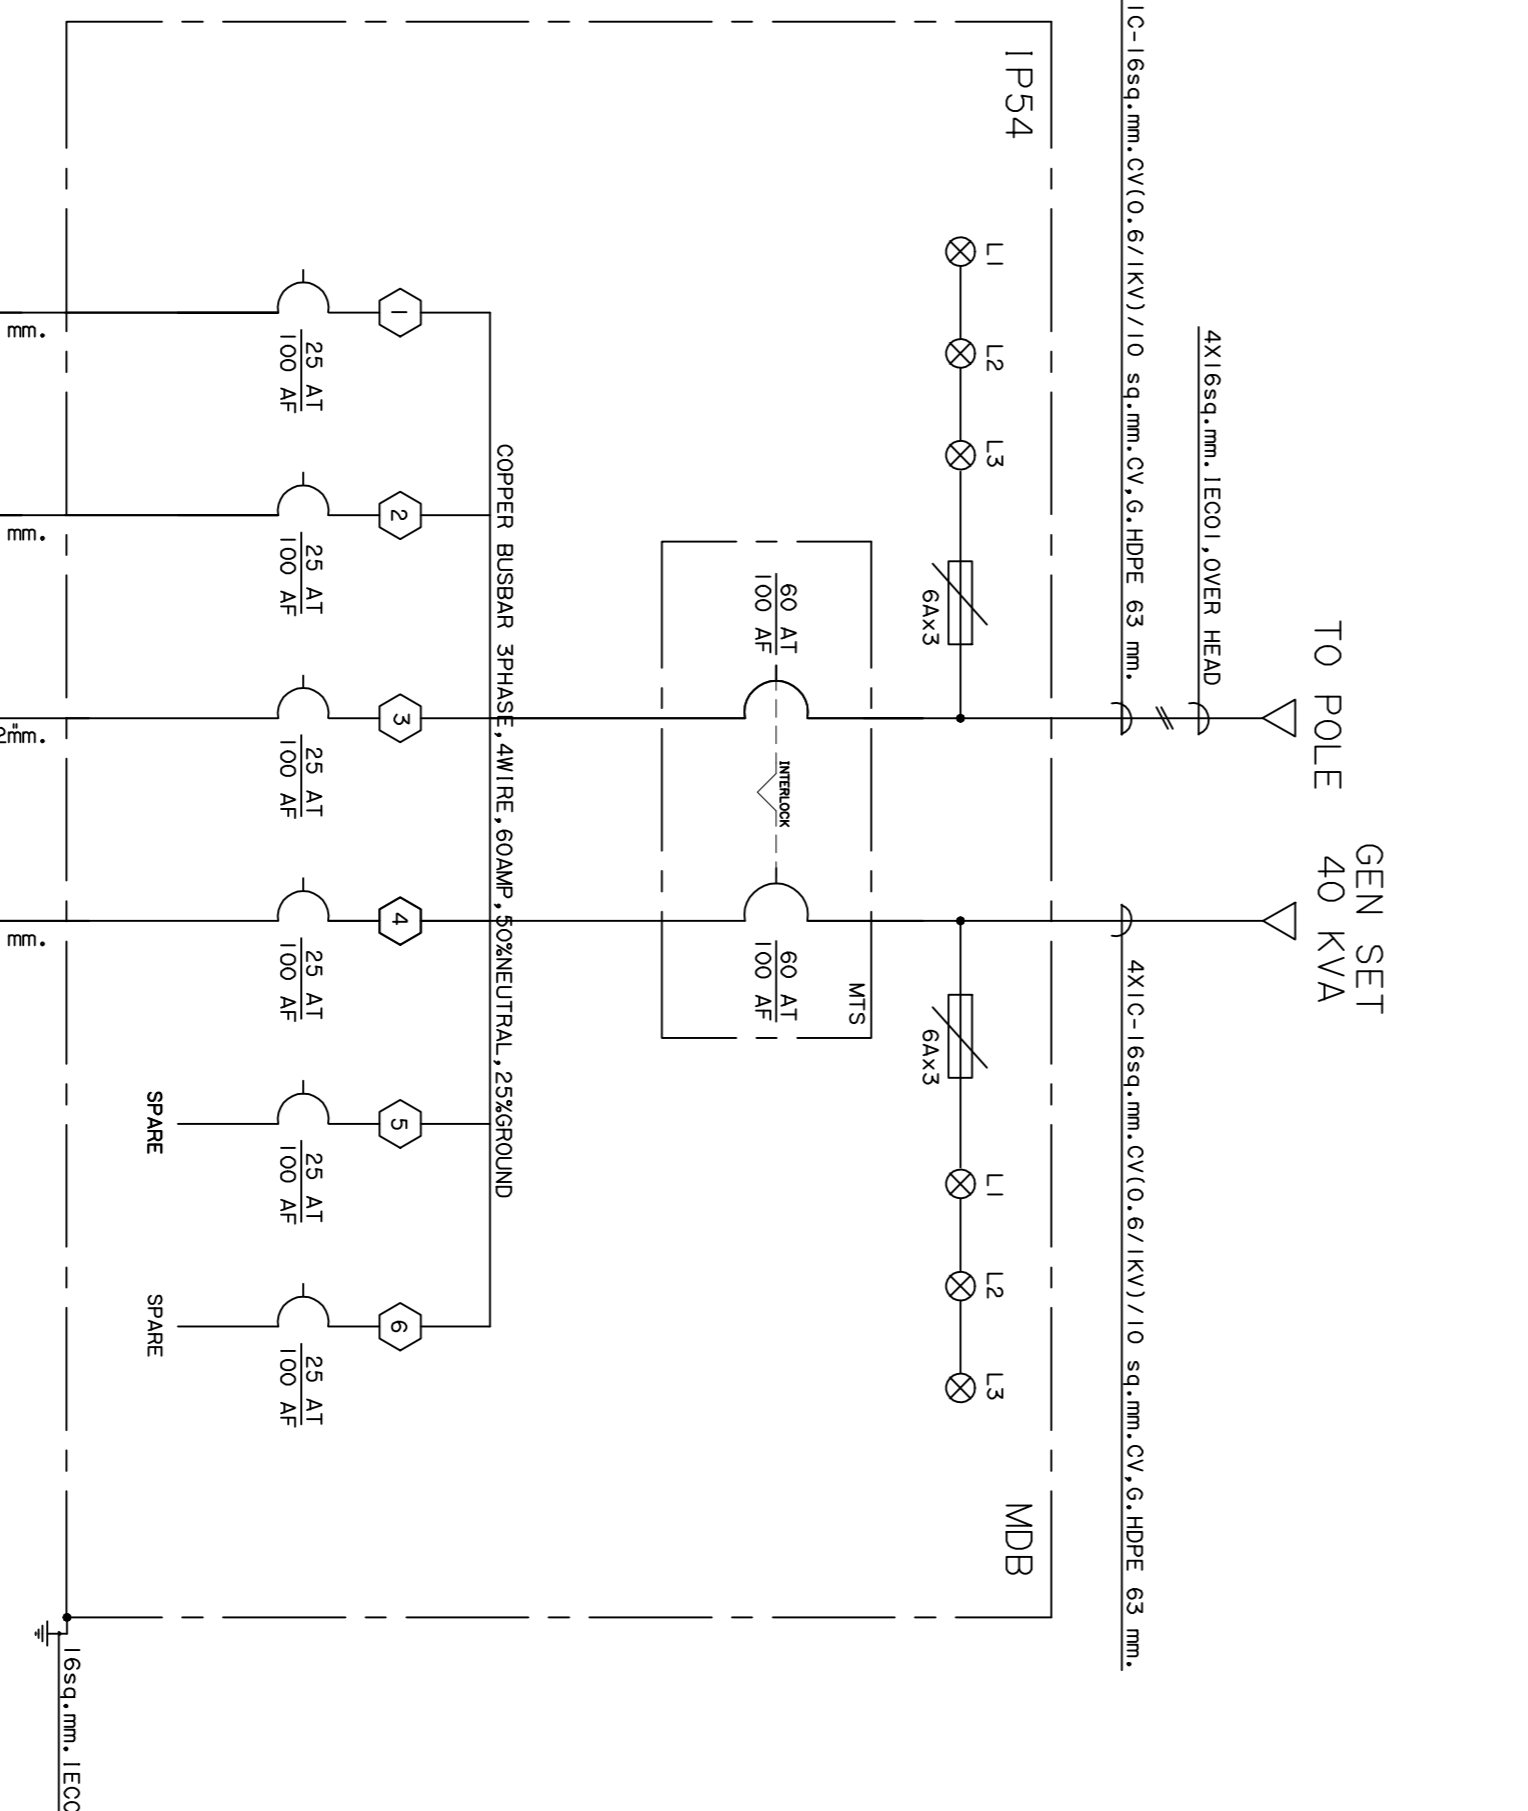 TO POLE
GEN SET
40 KVA
4X16sq.mm.IEC01,OVER HEAD
1C-16sq.mm.CV(0.6/1KV)/10 sq.mm.CV,G.HDPE 63 mm.
4X1C-16sq.mm.CV(0.6/1KV)/10 sq.mm.CV,G.HDPE 63 mm.
IP54
MDB
L1
L2
L3
6Ax3
6Ax3
L1
L2
L3
MTS
60 AT
100 AF
INTERLOCK
60 AT
100 AF
COPPER BUSBAR 3PHASE,4WIRE,60AMP,50%NEUTRAL,25%GROUND
1
2
3
4
5
6
25 AT
100 AF
25 AT
100 AF
25 AT
100 AF
25 AT
100 AF
25 AT
100 AF
25 AT
100 AF
SPARE
SPARE
mm.
mm.
2"mm.
mm.
16sq.mm.IEC